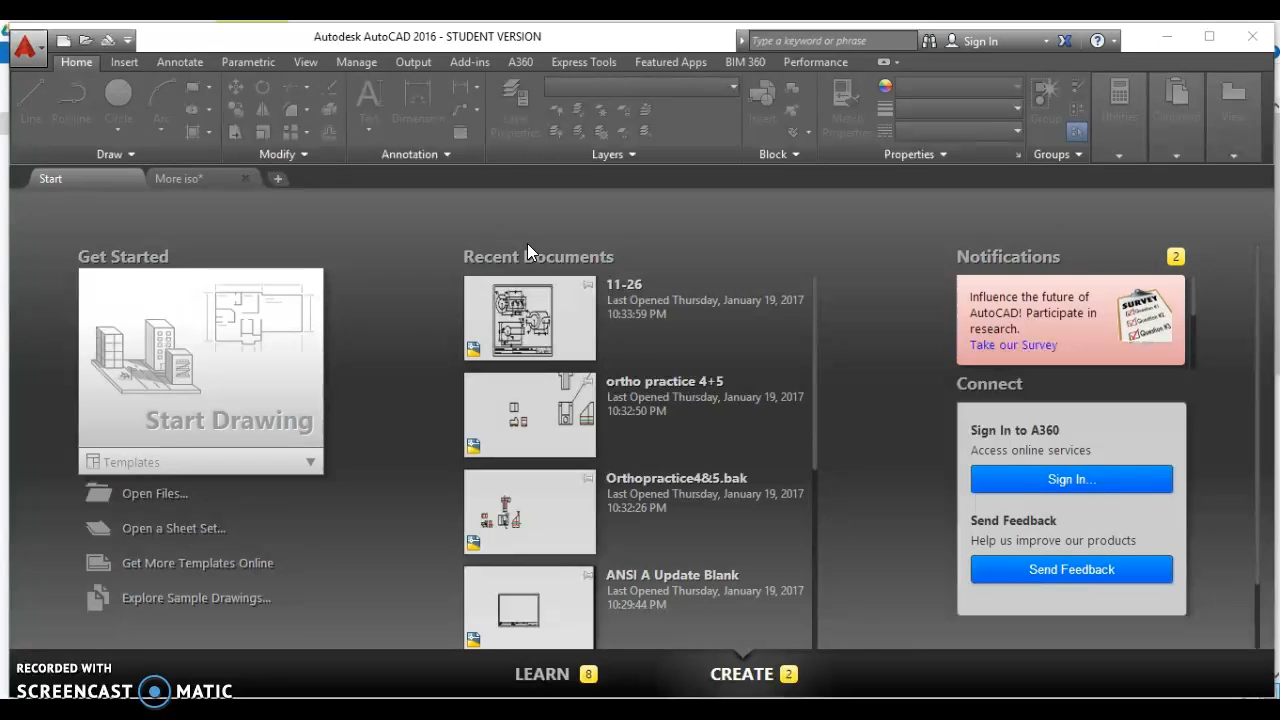 Autodesk AutoCAD 2016 - STUDENT VERSION
Type a keyword or phrase
Sign In
Home Insert Annotate Parametric View Manage Output Add-ins A360 Express Tools Featured Apps BIM 360 Performance
Line Polyline Circle Arc Text Dimension Layer Properties Insert Match Properties Group Utilities Clipboard View
Draw Modify Annotation Layers Block Properties Groups
Start More iso*
Get Started
Start Drawing
Templates
Open Files...
Open a Sheet Set...
Get More Templates Online
Explore Sample Drawings...
Recent Documents
11-26
Last Opened Thursday, January 19, 2017
10:33:59 PM
ortho practice 4+5
Last Opened Thursday, January 19, 2017
10:32:50 PM
Orthopractice4&5.bak
Last Opened Thursday, January 19, 2017
10:32:26 PM
ANSI A Update Blank
Last Opened Thursday, January 19, 2017
10:29:44 PM
Notifications 2
Influence the future of
AutoCAD! Participate in
research.
Take our Survey
SURVEY
Connect
Sign In to A360
Access online services
Sign In...
Send Feedback
Help us improve our products
Send Feedback
LEARN 8 CREATE 2
RECORDED WITH
SCREENCAST MATIC